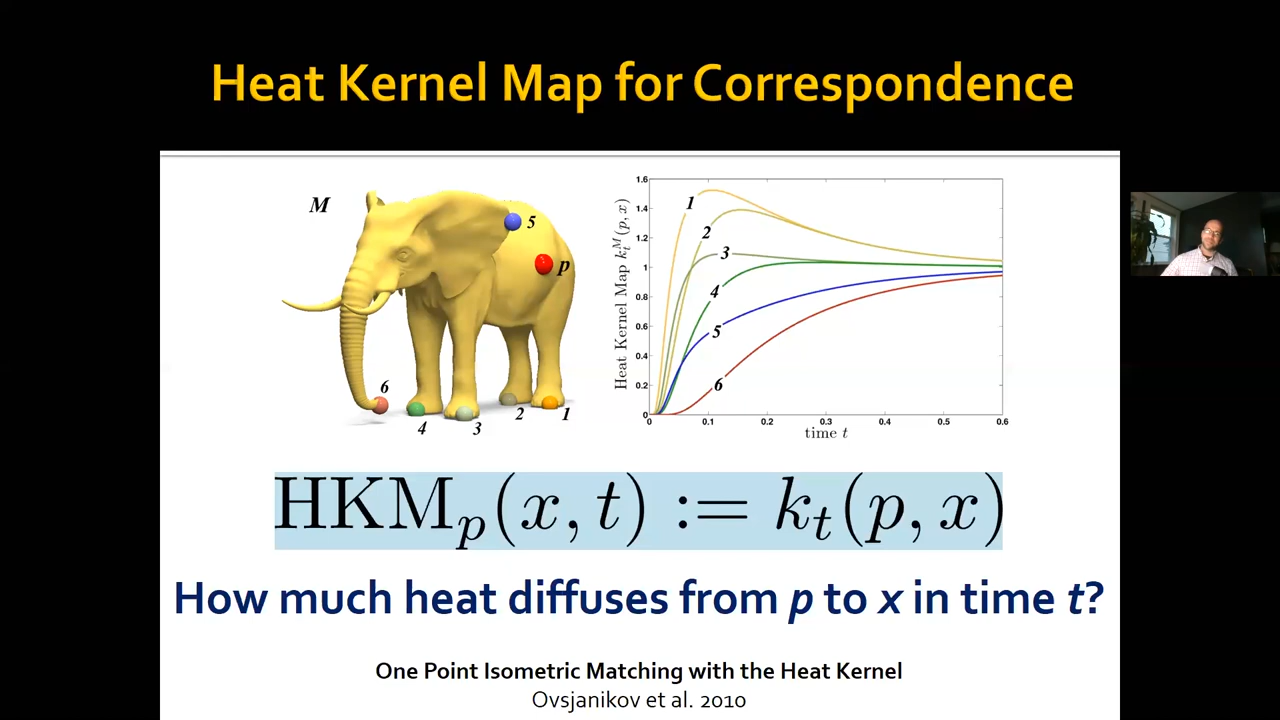 Heat Kernel Map for Correspondence
M
5
p
6
4
3
2
1
Heat Kernel Map k_t^M(p, x)
1.6
1.4
1.2
1
0.8
0.6
0.4
0.2
0
1
2
3
4
5
6
0 0.1 0.2 0.3 0.4 0.5 0.6
time t
HKM_p(x, t) := k_t(p, x)
How much heat diffuses from p to x in time t?
One Point Isometric Matching with the Heat Kernel
Ovsjanikov et al. 2010